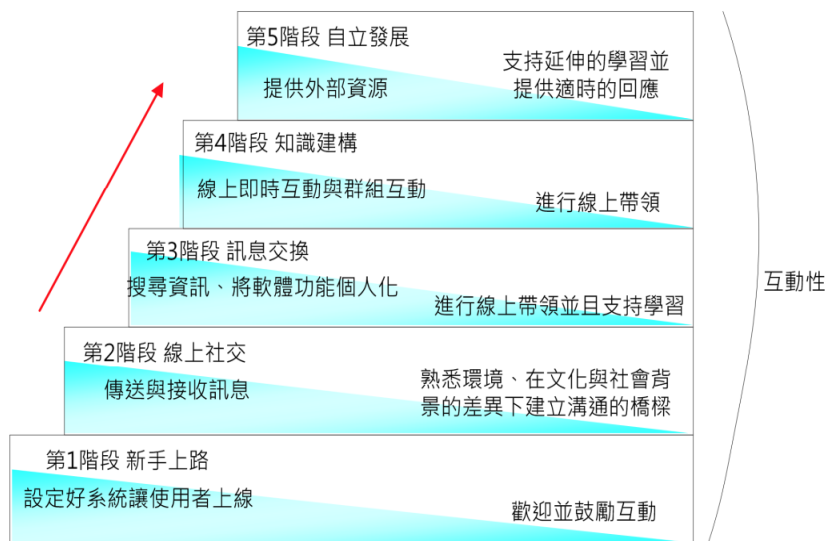 第5階段 自立發展
提供外部資源
支持延伸的學習並
提供適時的回應
第4階段 知識建構
線上即時互動與群組互動
進行線上帶領
第3階段 訊息交換
搜尋資訊、將軟體功能個人化
進行線上帶領並且支持學習
第2階段 線上社交
傳送與接收訊息
熟悉環境、在文化與社會背
景的差異下建立溝通的橋樑
第1階段 新手上路
設定好系統讓使用者上線
歡迎並鼓勵互動
互動性